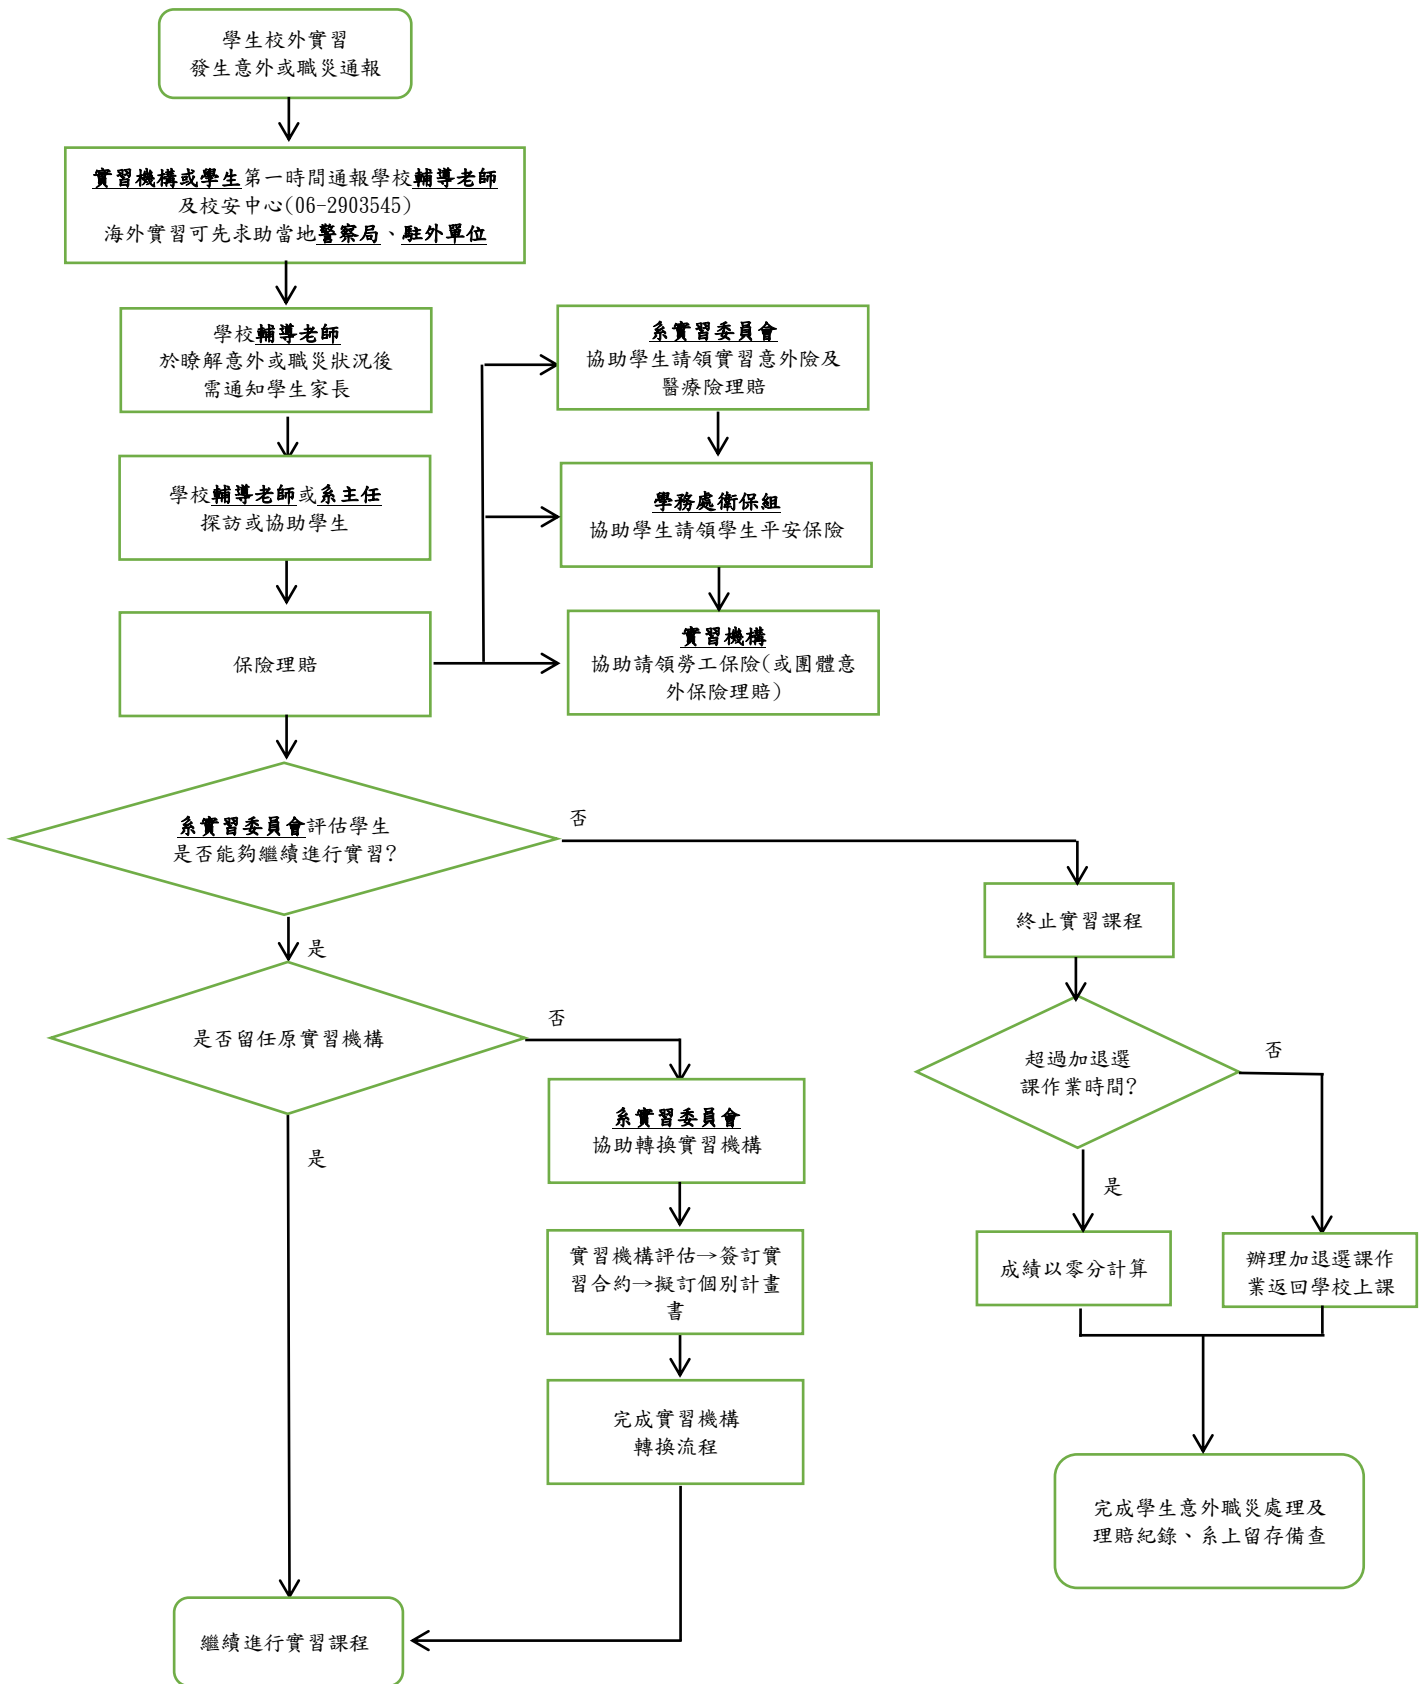 學生校外實習
發生意外或職災通報
實習機構或學生第一時間通報學校輔導老師
及校安中心(06-2903545)
海外實習可先求助當地警察局、駐外單位
學校輔導老師
於瞭解意外或職災狀況後
需通知學生家長
系實習委員會
協助學生請領實習意外險及
醫療險理賠
學校輔導老師或系主任
探訪或協助學生
學務處衛保組
協助學生請領學生平安保險
保險理賠
實習機構
協助請領勞工保險(或團體意
外保險理賠)
系實習委員會評估學生
是否能夠繼續進行實習?
否
是
終止實習課程
是否留任原實習機構
否
是
超過加退選
課作業時間?
否
是
系實習委員會
協助轉換實習機構
實習機構評估→簽訂實
習合約→擬訂個別計畫
書
成績以零分計算
辦理加退選課作
業返回學校上課
完成實習機構
轉換流程
完成學生意外職災處理及
理賠紀錄、系上留存備查
繼續進行實習課程